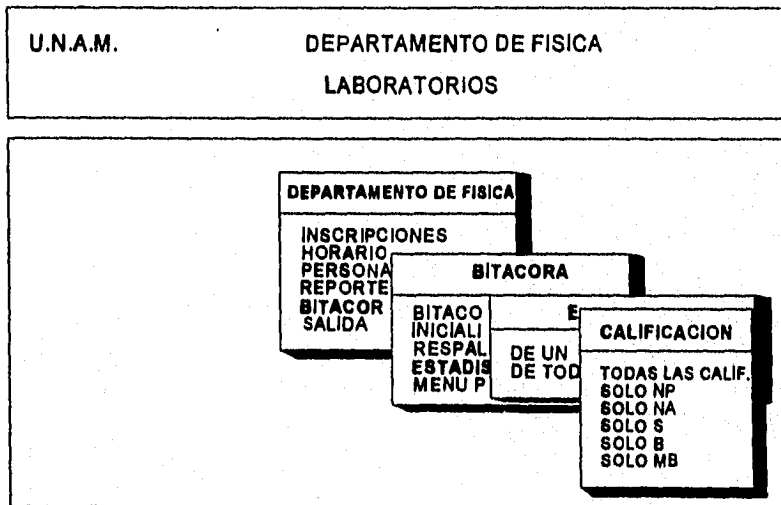 U.N.A.M. DEPARTAMENTO DE FISICA
LABORATORIOS
DEPARTAMENTO DE FISICA
INSCRIPCIONES
HORARIO
PERSONA
REPORTE
BITACOR
SALIDA
BITACORA
BITACO
INICIALI
RESPAL
ESTADIS
MENU P
E
DE UN
DE TOD
CALIFICACION
TODAS LAS CALIF.
SOLO NP
SOLO NA
SOLO S
SOLO B
SOLO MB